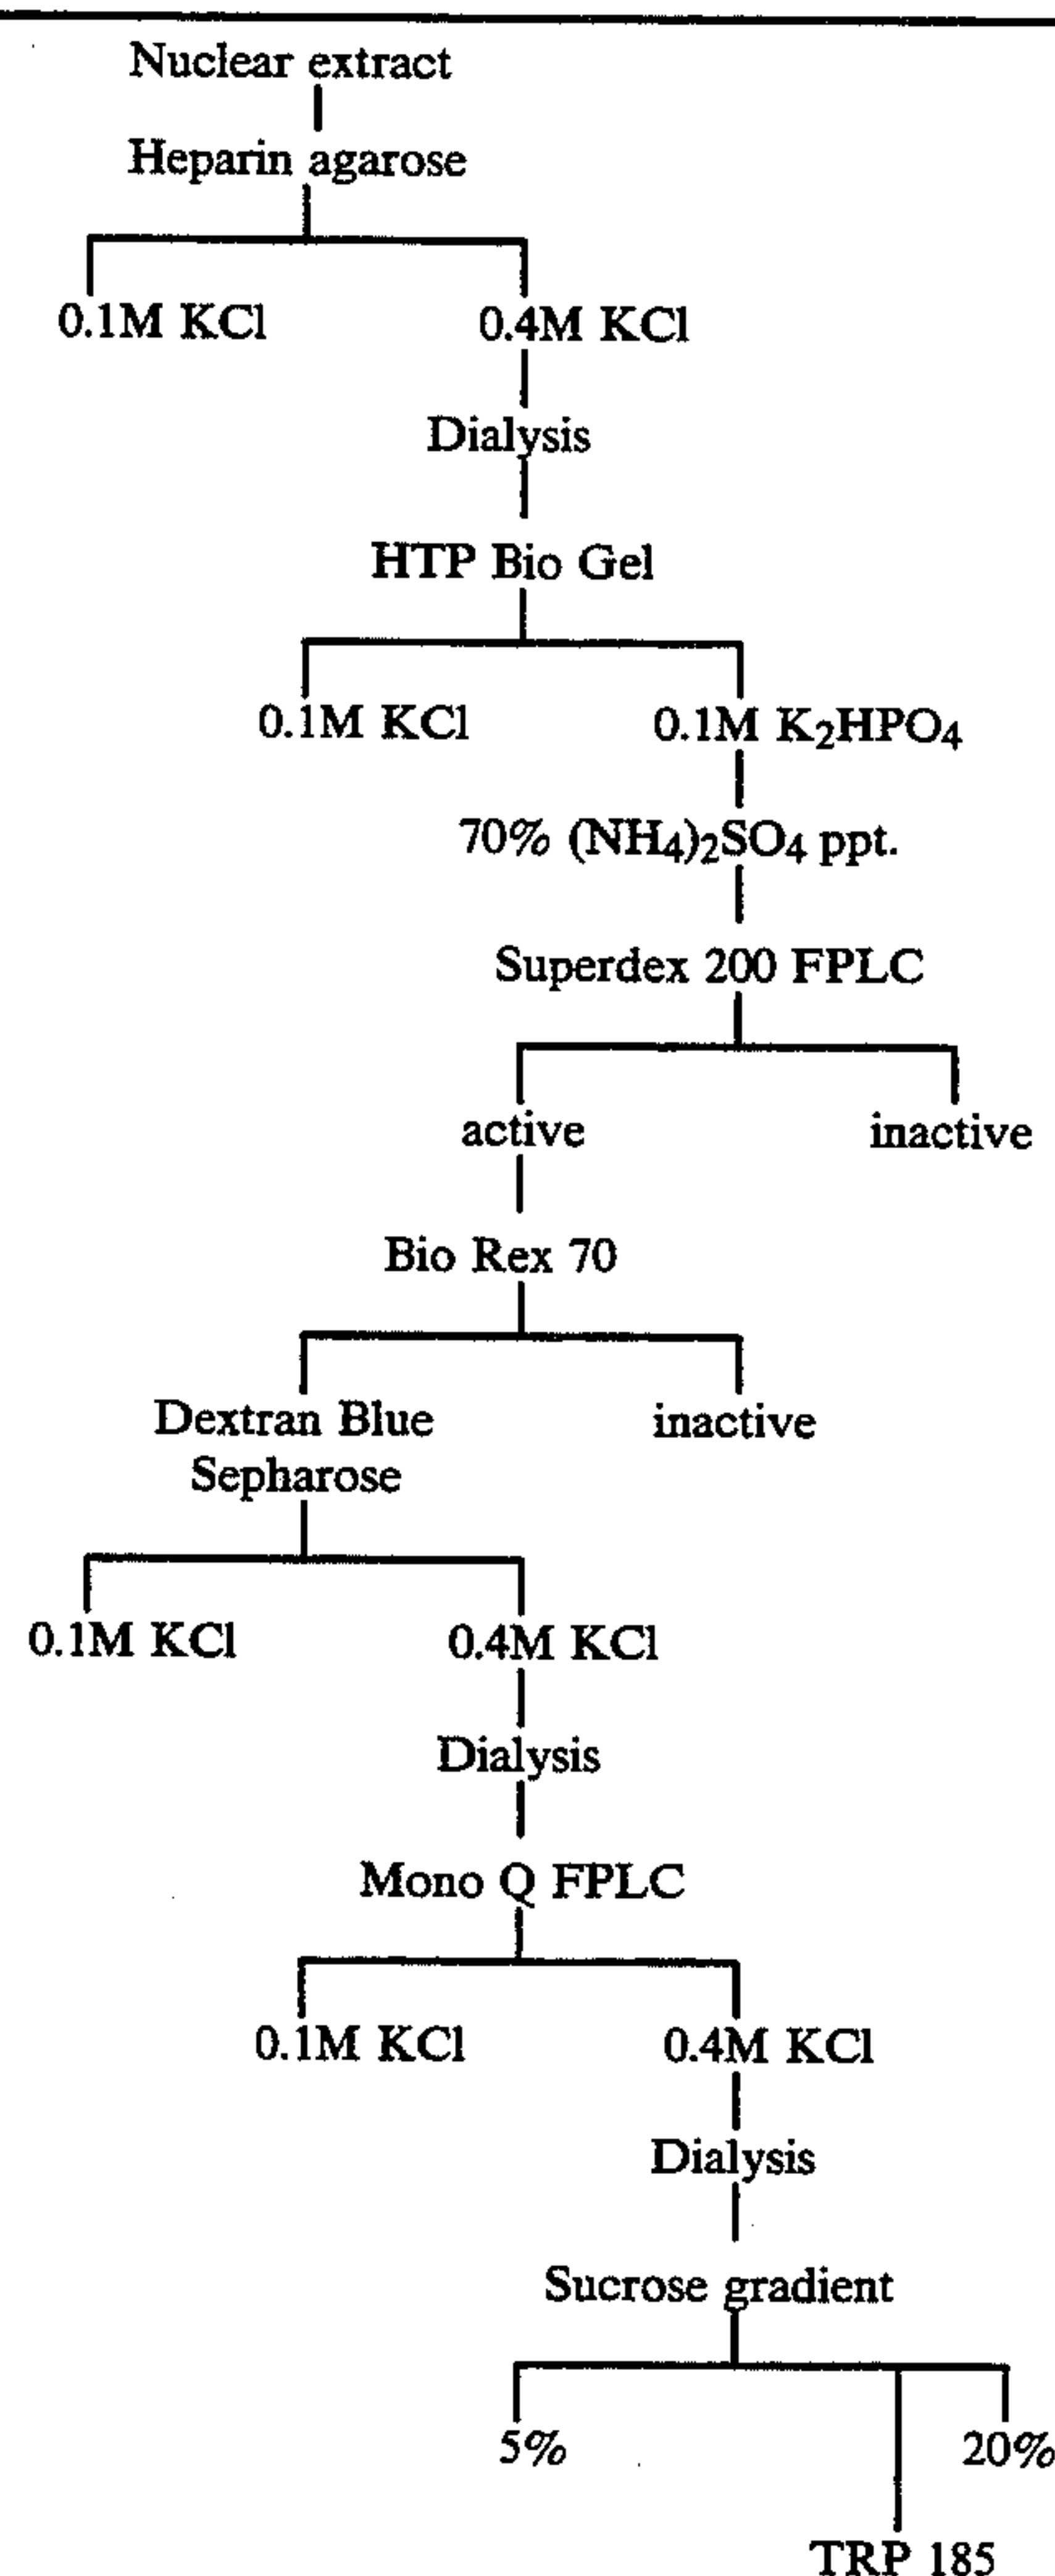 Nuclear extract
Heparin agarose
0.1M KCl 0.4M KCl
Dialysis
HTP Bio Gel
0.1M KCl 0.1M K2HPO4
70% (NH4)2SO4 ppt.
Superdex 200 FPLC
active inactive
Bio Rex 70
Dextran Blue inactive
Sepharose
0.1M KCl 0.4M KCl
Dialysis
Mono Q FPLC
0.1M KCl 0.4M KCl
Dialysis
Sucrose gradient
5% 20%
TRP 185